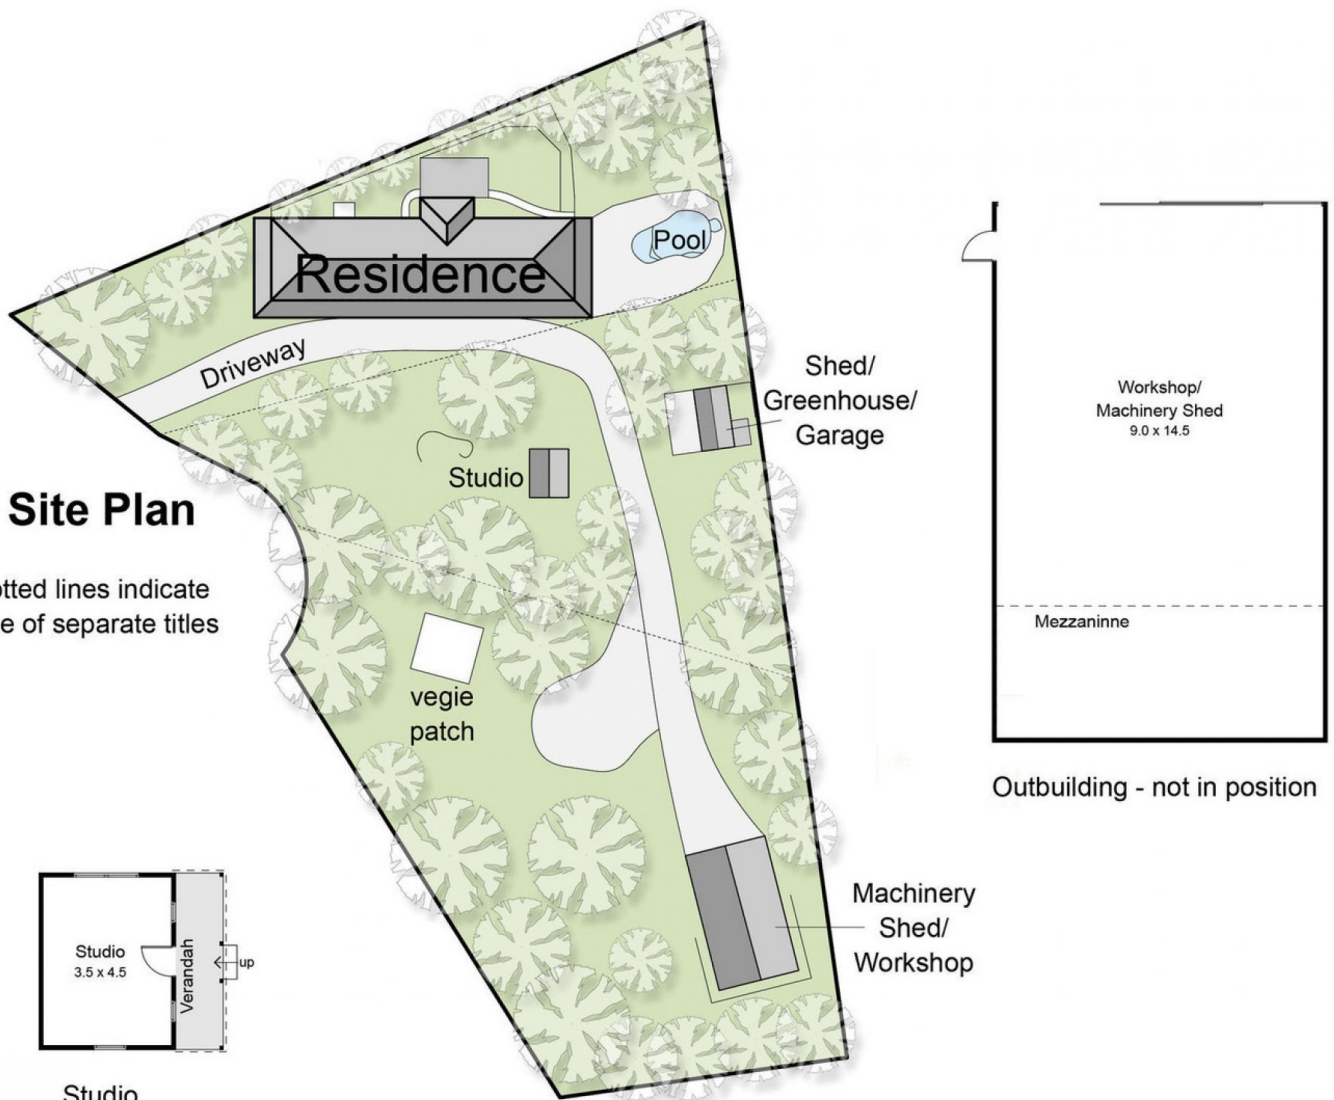 Residence
Pool
Driveway
Shed/
Greenhouse/
Garage
Studio
Site Plan
otted lines indicate
e of separate titles
vegie
patch
Machinery
Shed/
Workshop
Workshop/
Machinery Shed
9.0 x 14.5
Mezzaninne
Outbuilding - not in position
Studio
3.5 x 4.5
Verandah
up
Studio